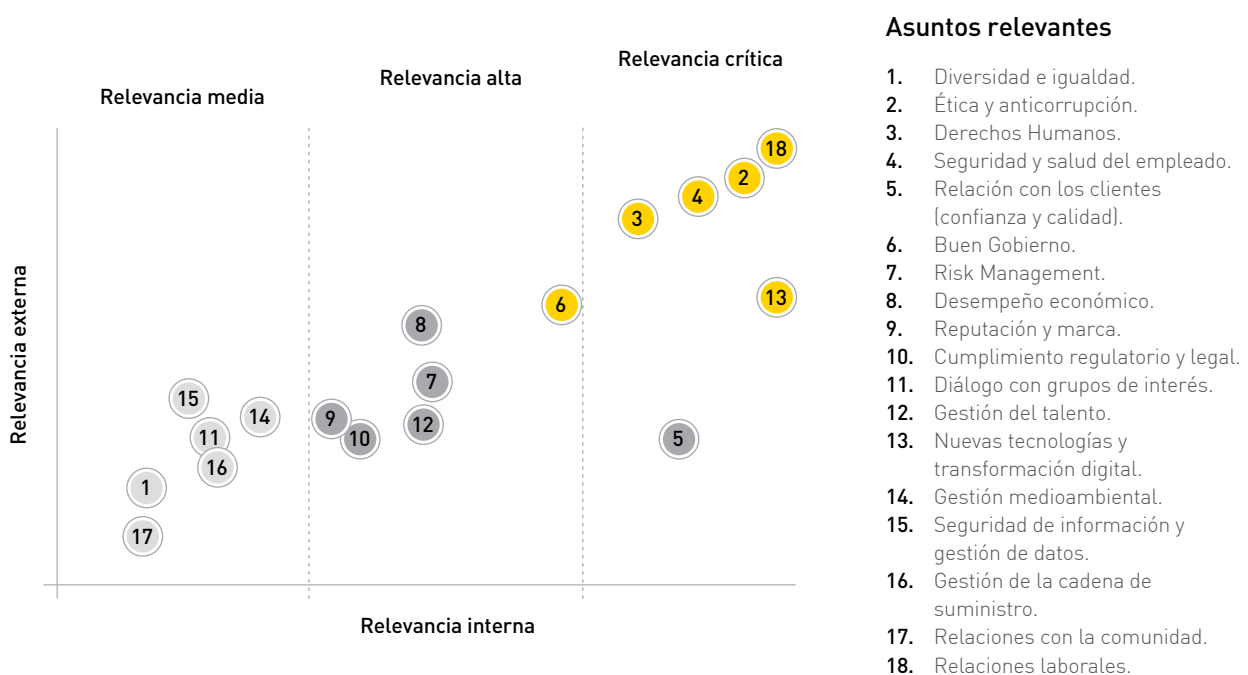 Asuntos relevantes
Relevancia crítica
Relevancia alta
Relevancia media
Relevancia externa
18
2
4
3
13
6
8
7
15
14
9
12
11
10
5
16
1
17
Relevancia interna
1. Diversidad e igualdad.
2. Ética y anticorrupción.
3. Derechos Humanos.
4. Seguridad y salud del empleado.
5. Relación con los clientes
(confianza y calidad).
6. Buen Gobierno.
7. Risk Management.
8. Desempeño económico.
9. Reputación y marca.
10. Cumplimiento regulatorio y legal.
11. Diálogo con grupos de interés.
12. Gestión del talento.
13. Nuevas tecnologías y
transformación digital.
14. Gestión medioambiental.
15. Seguridad de información y
gestión de datos.
16. Gestión de la cadena de
suministro.
17. Relaciones con la comunidad.
18. Relaciones laborales.